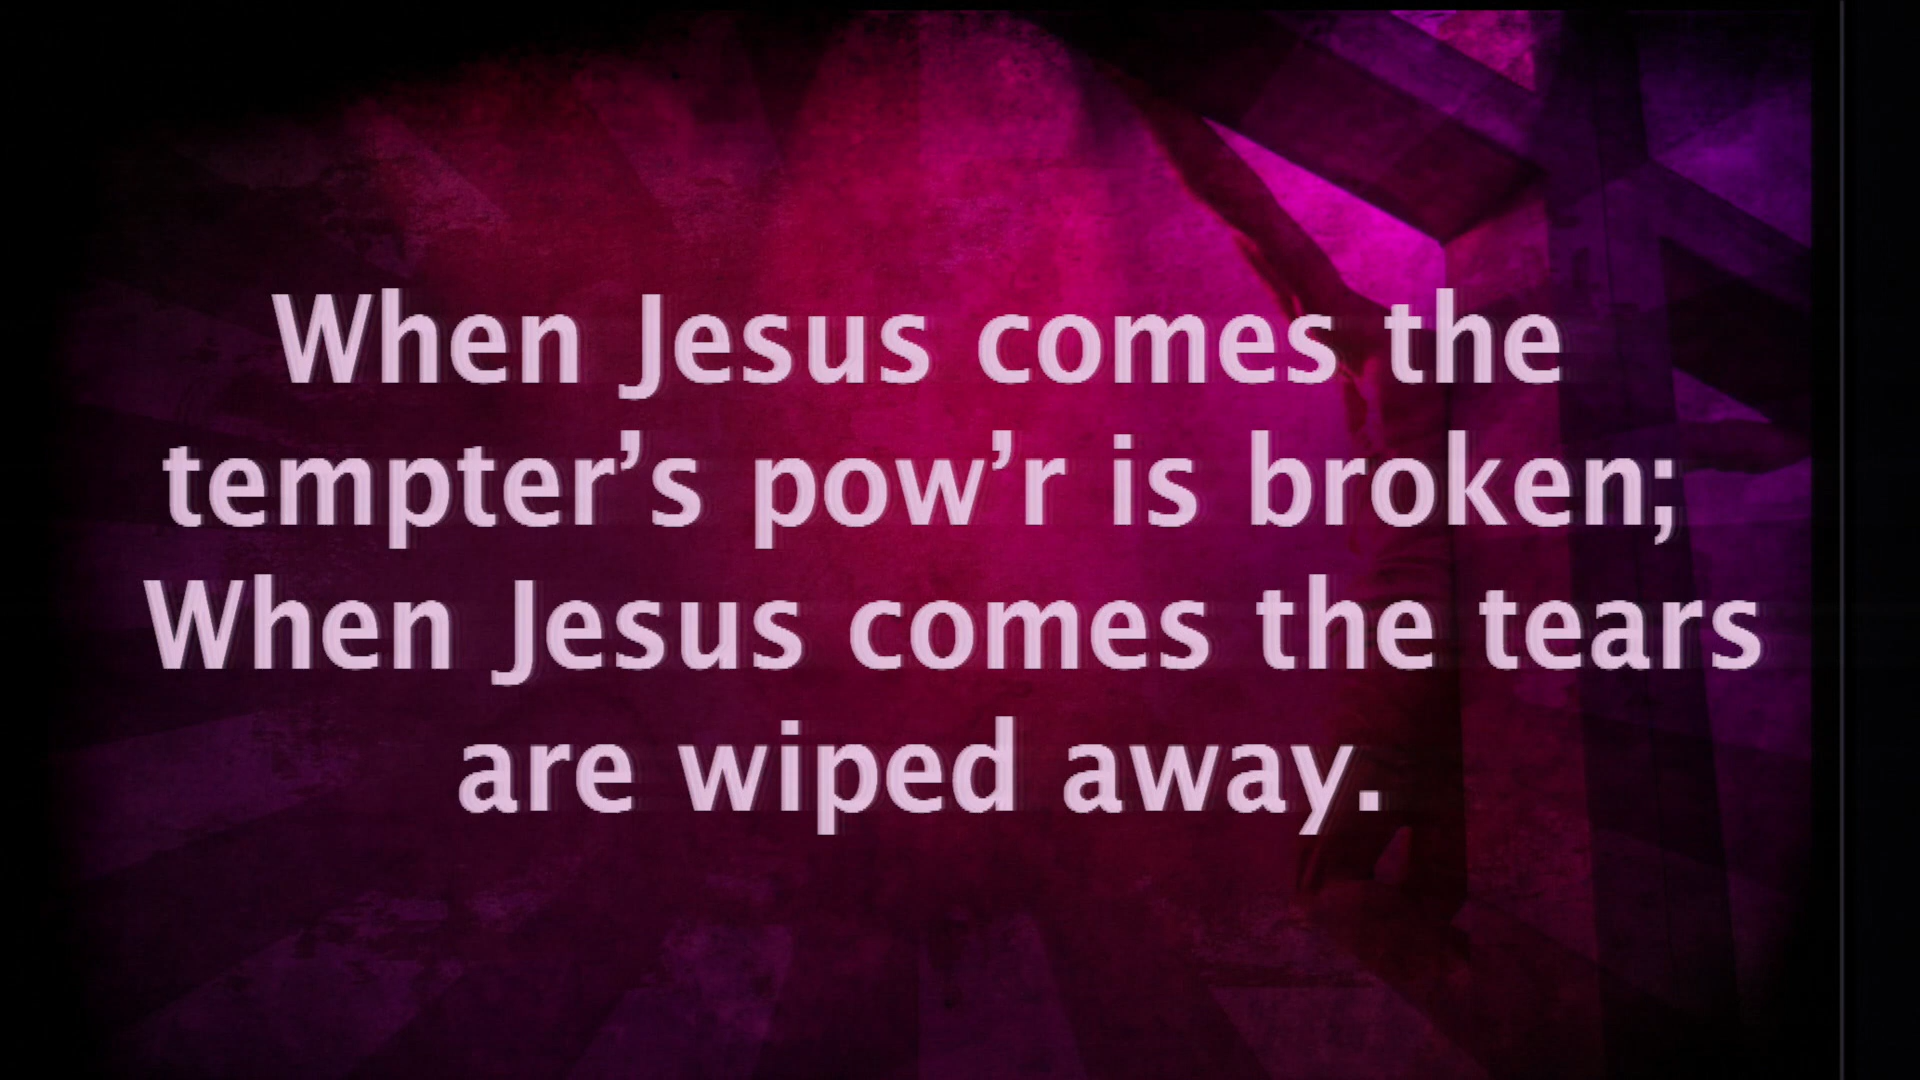 When Jesus comes the
tempter’s pow’r is broken;
When Jesus comes the tears
are wiped away.